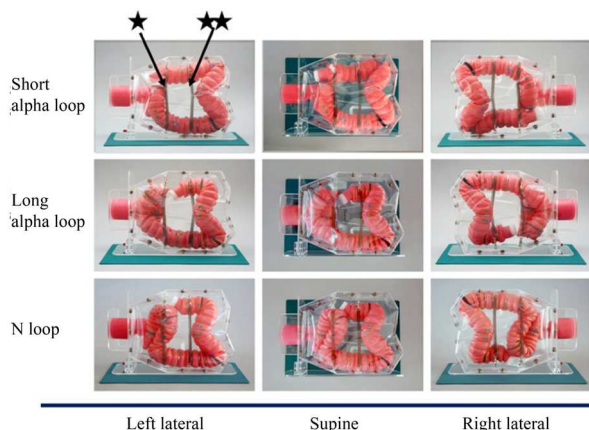 Short
alpha loop
Long
alpha loop
N loop
Left lateral
Supine
Right lateral